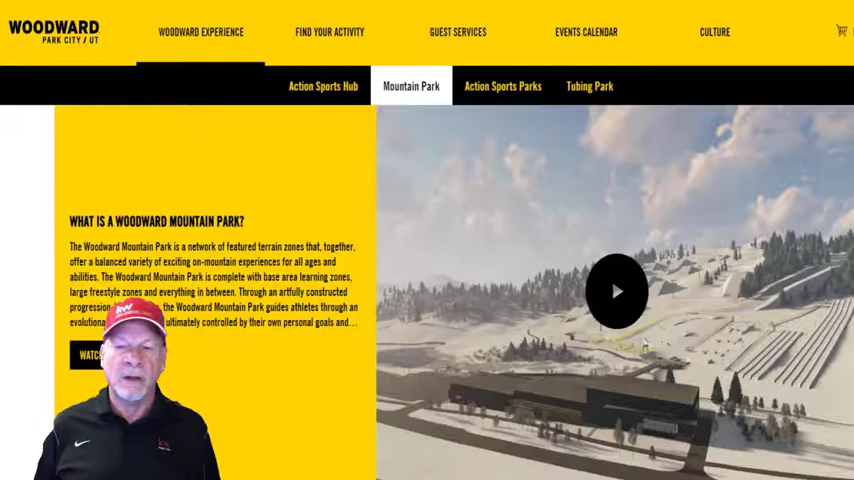 WOODWARD
PARK CITY / UT
WOODWARD EXPERIENCE
FIND YOUR ACTIVITY
GUEST SERVICES
EVENTS CALENDAR
CULTURE
Action Sports Hub
Mountain Park
Action Sports Parks
Tubing Park
WHAT IS A WOODWARD MOUNTAIN PARK?
The Woodward Mountain Park is a network of featured terrain zones that, together,
offer a balanced variety of exciting on-mountain experiences for all ages and
abilities. The Woodward Mountain Park is complete with base area learning zones,
large freestyle zones and everything in between. Through an artfully constructed
progression the Woodward Mountain Park guides athletes through an
ultimately controlled by their own personal goals and...
kw
kw